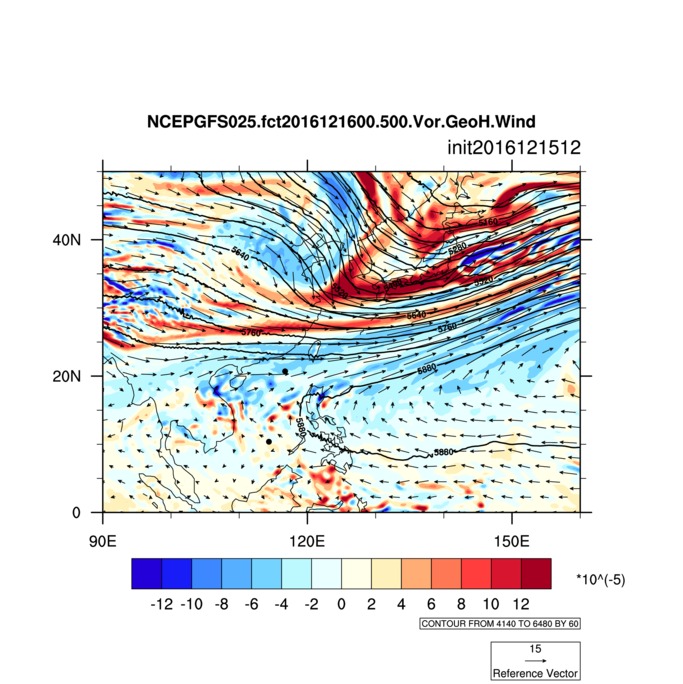 NCEPGFS025.fct2016121600.500.Vor.GeoH.Wind
init2016121512
5160
40N
5280
5640
5520
5640
5760
5760
20N
5880
5880
5880
0
90E 120E 150E
-12 -10 -8 -6 -4 -2 0 2 4 6 8 10 12
*10^(-5)
CONTOUR FROM 4140 TO 6480 BY 60
15
Reference Vector